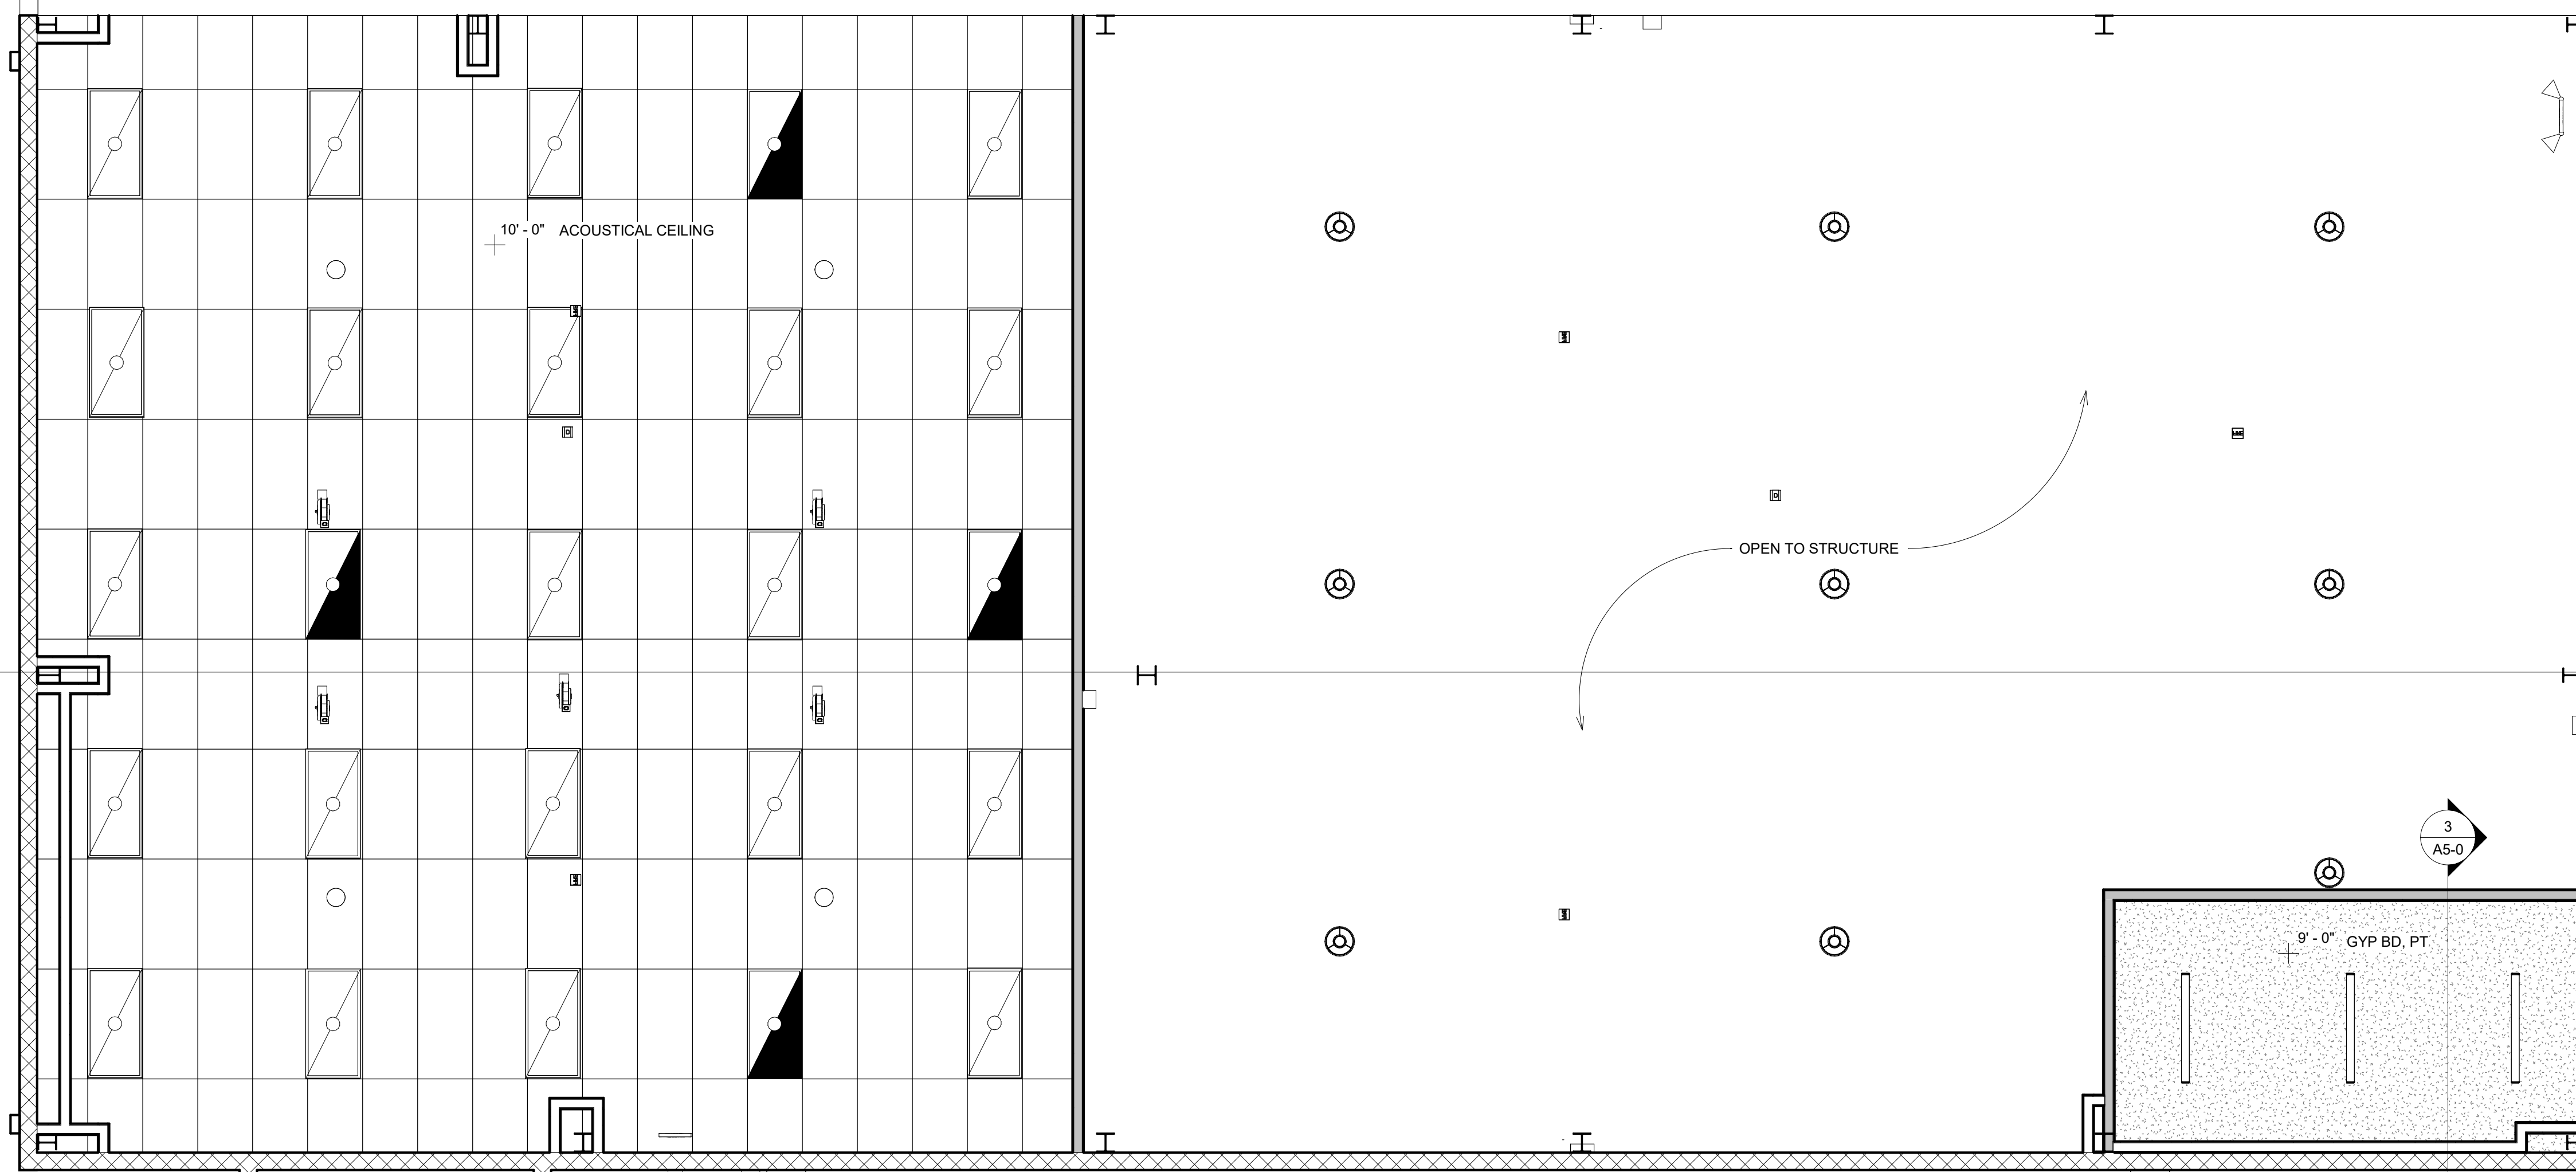 10' - 0" ACOUSTICAL CEILING
D
D
OPEN TO STRUCTURE
3
A5-0
9' - 0" GYP BD, PT